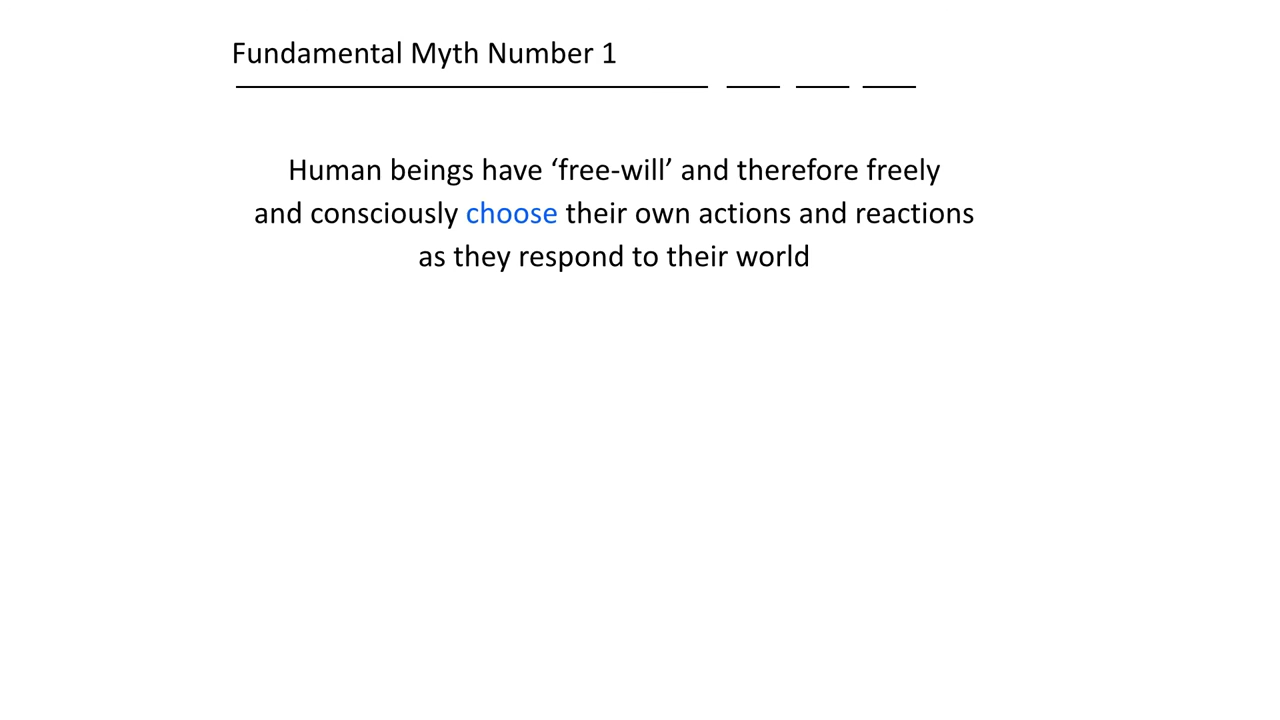 Fundamental Myth Number 1
Human beings have ‘free-will’ and therefore freely
and consciously choose their own actions and reactions
as they respond to their world